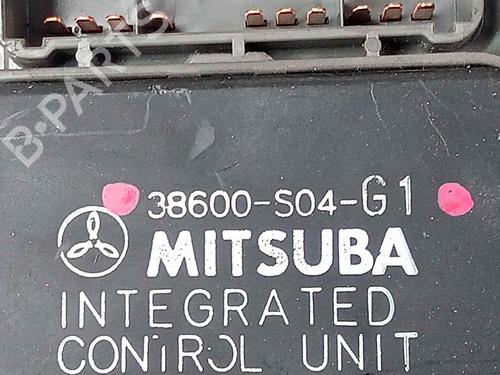 B-PARTS
38600-S04-G1
MITSUBA
INTEGRATED
CONTROL UNIT